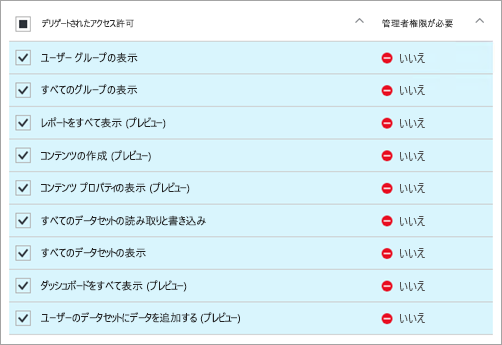 デリゲートされたアクセス許可 管理者権限が必要
ユーザー グループの表示 いいえ
すべてのグループの表示 いいえ
レポートをすべて表示 (プレビュー) いいえ
コンテンツの作成 (プレビュー) いいえ
コンテンツ プロパティの表示 (プレビュー) いいえ
すべてのデータセットの読み取りと書き込み いいえ
すべてのデータセットの表示 いいえ
ダッシュボードをすべて表示 (プレビュー) いいえ
ユーザーのデータセットにデータを追加する (プレビュー) いいえ